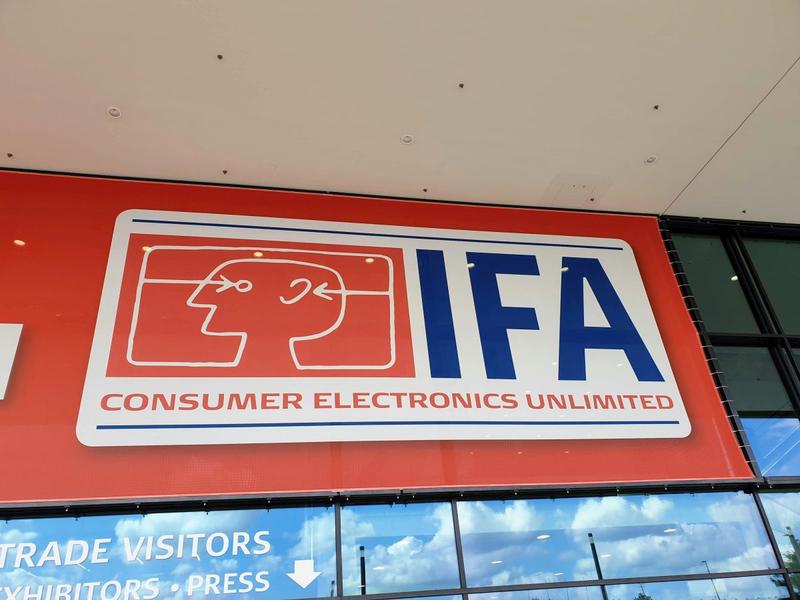 IFA
CONSUMER ELECTRONICS UNLIMITED
TRADE VISITORS
EXHIBITORS • PRESS